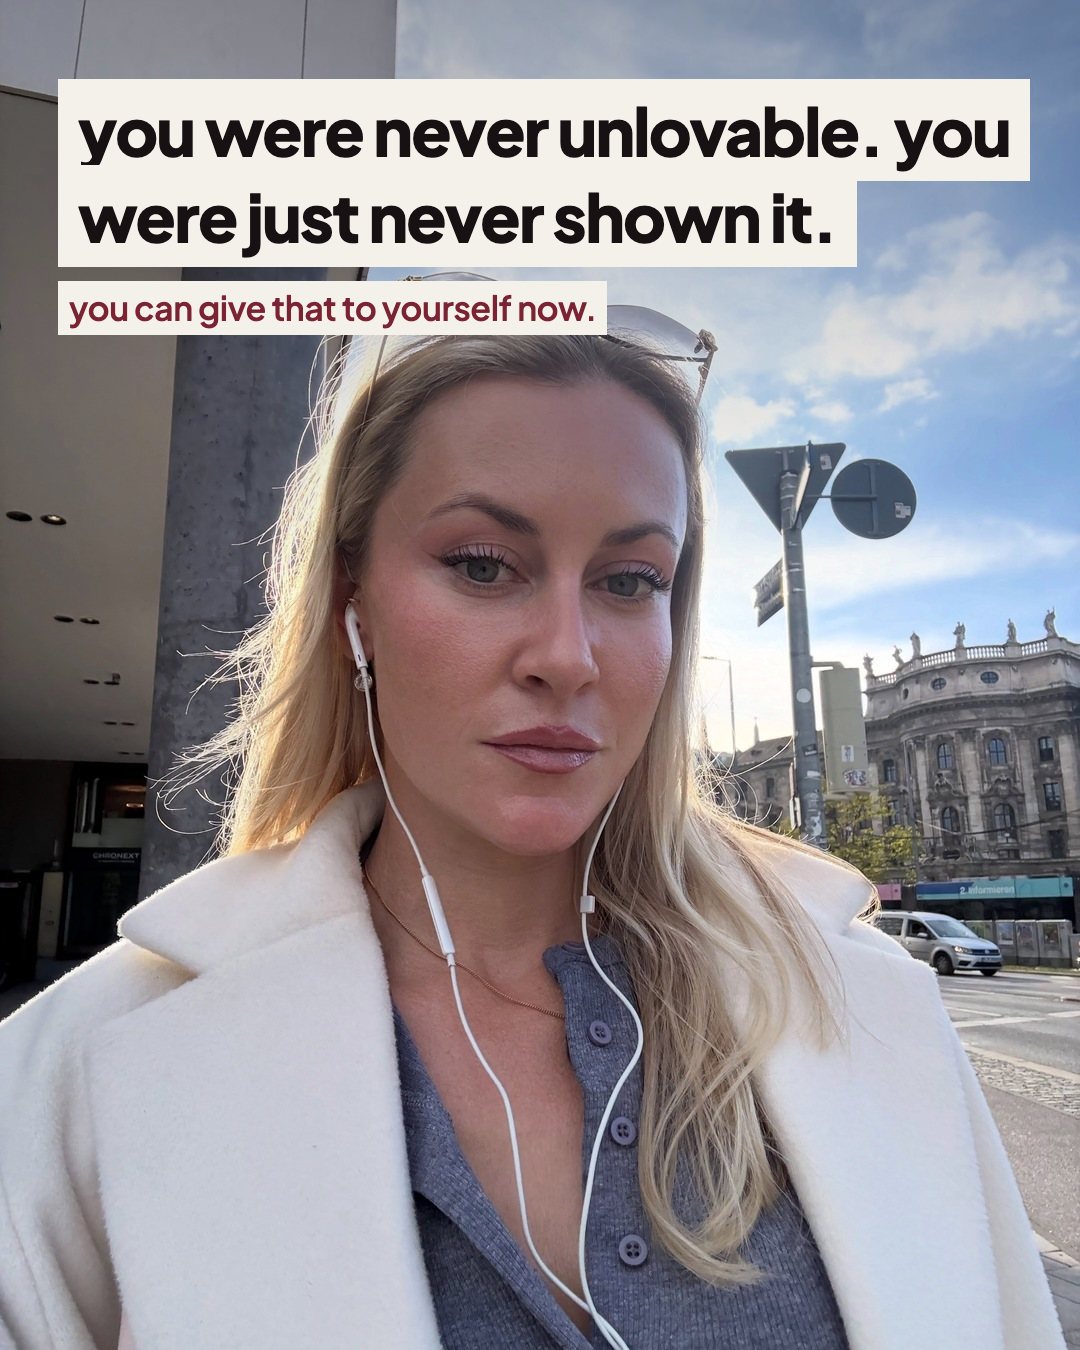 you were never unlovable. you
were just never shown it.
you can give that to yourself now.
CHRONEXT
2. Informieren